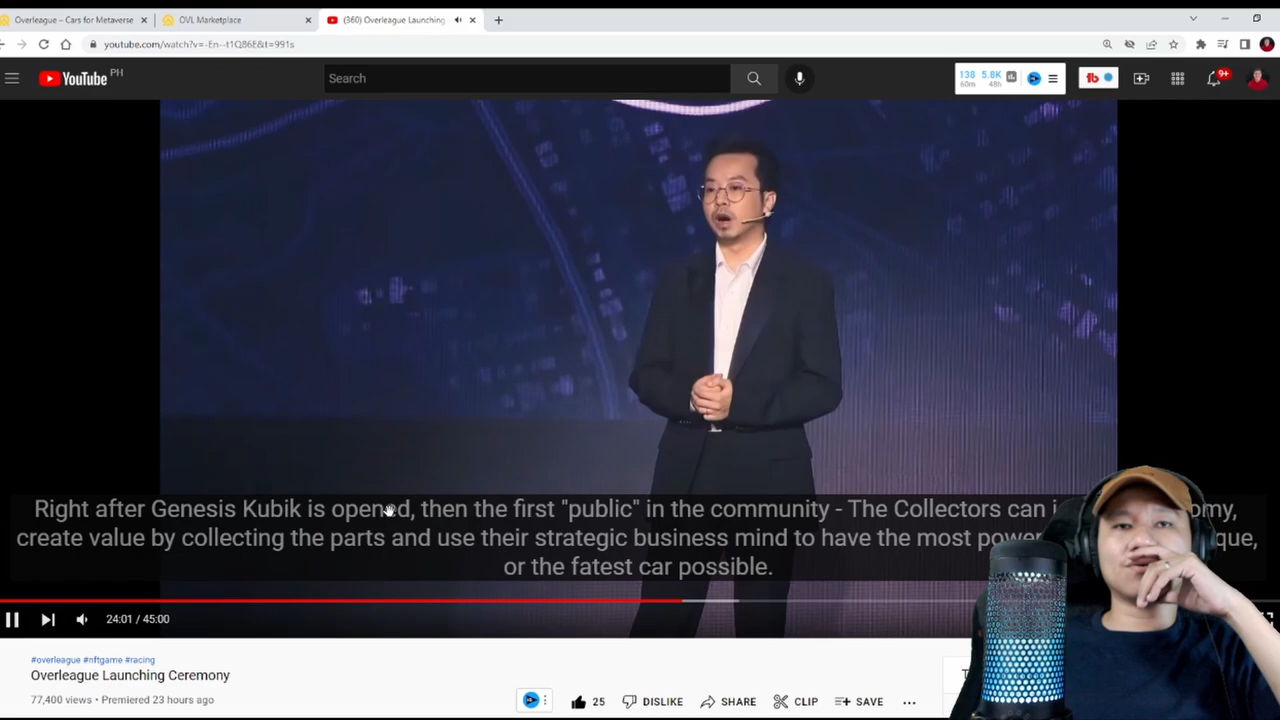 Overleague – Cars for Metaverse
OVL Marketplace
(360) Overleague Launching
youtube.com/watch?v=-En--t1Q86E&t=991s
YouTube PH
Search
138 5.8K
60m 48h
9+
Right after Genesis Kubik is opened, then the first "public" in the community - The Collectors can
create value by collecting the parts and use their strategic business mind to have the most
or the fatest car possible.
24:01 / 45:00
#overleague #nftgame #racing
Overleague Launching Ceremony
77,400 views • Premiered 23 hours ago
25 DISLIKE SHARE CLIP SAVE